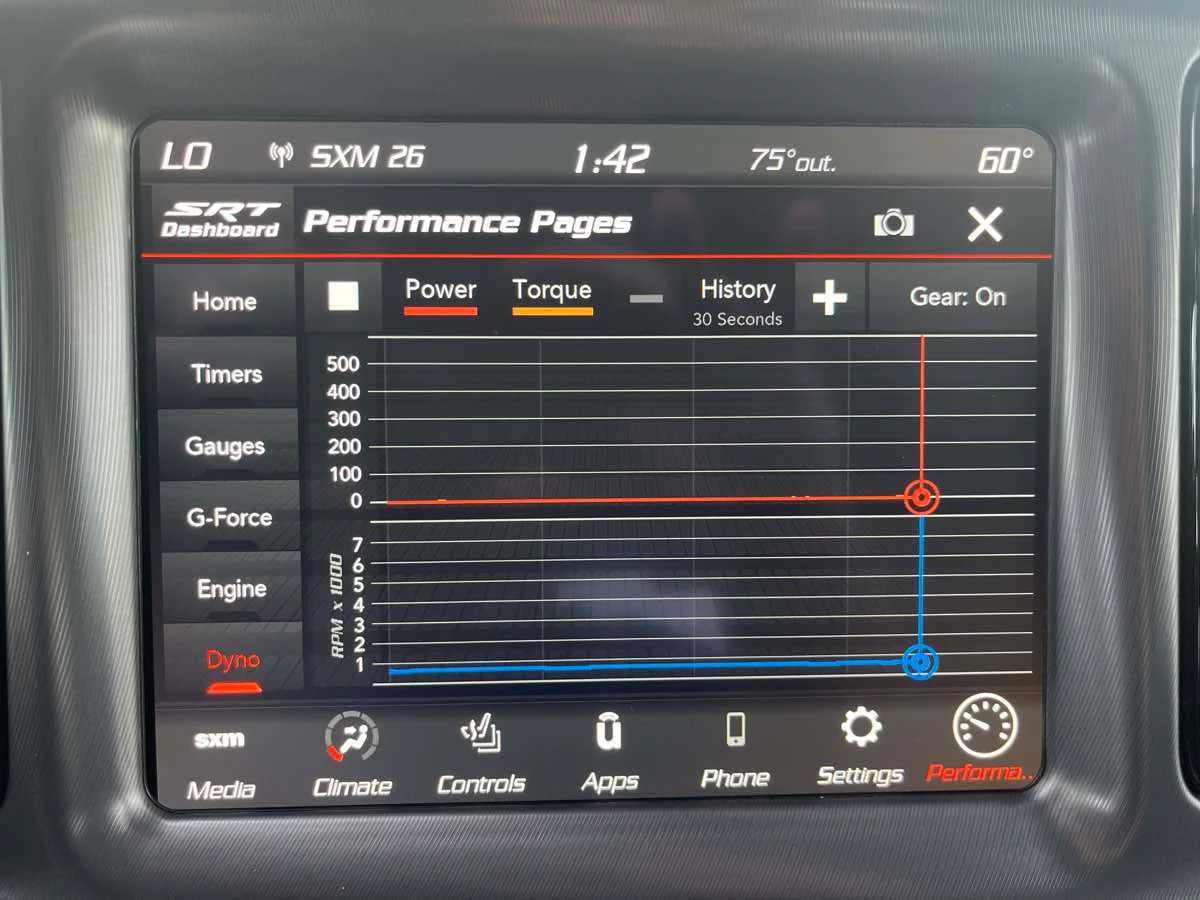 LO SXM 26 1:42 75° out. 60°
SRT
Dashboard
Performance Pages
Home
Power Torque History Gear: On
30 Seconds
Timers
Gauges
G-Force
Engine
Dyno
500
400
300
200
100
0
RPM x 1000
7
6
5
4
3
2
1
sxm
Media Climate Controls Apps Phone Settings Performa..